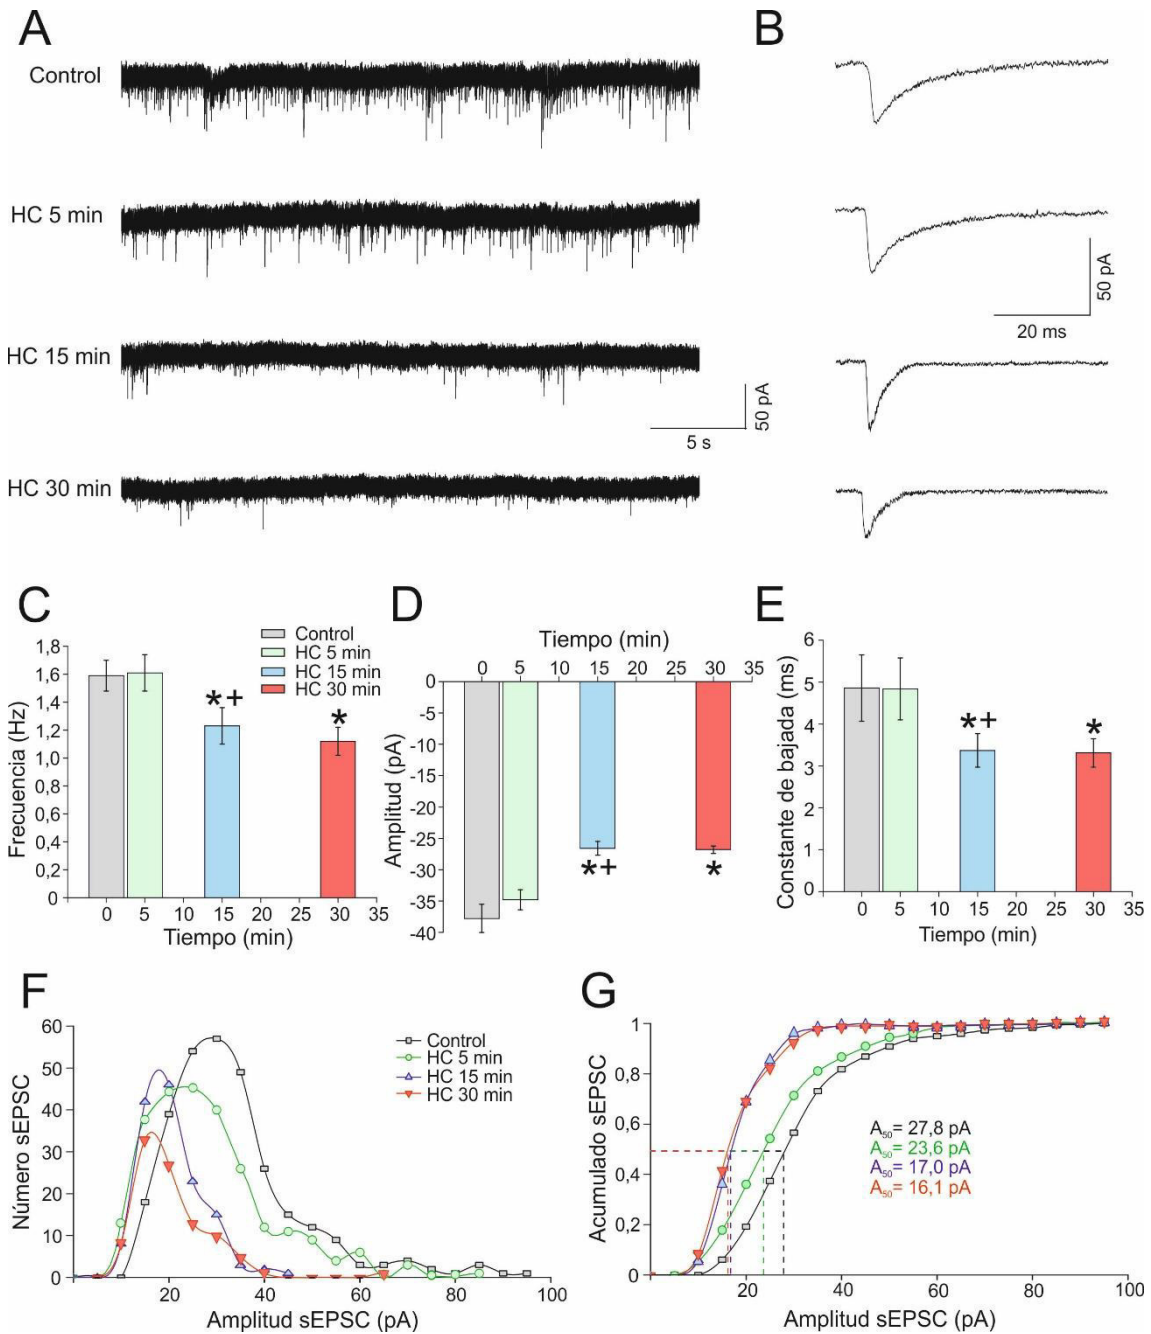 A
B
Control
HC 5 min
50 pA
20 ms
HC 15 min
50 pA
5 s
HC 30 min
C
D
E
Control
HC 5 min
HC 15 min
HC 30 min
Frecuencia (Hz)
1,8
1,6
1,4
1,2
1,0
0,8
0,6
0,4
0,2
0
*+
*
0 5 10 15 20 25 30 35
Tiempo (min)
Tiempo (min)
0 5 10 15 20 25 30 35
Amplitud (pA)
0
-5
-10
-15
-20
-25
-30
-35
-40
*+
*
Constante de bajada (ms)
6
5
4
3
2
1
0
*+
*
0 5 10 15 20 25 30 35
Tiempo (min)
F
G
Número sEPSC
60
50
40
30
20
10
0
Control
HC 5 min
HC 15 min
HC 30 min
20 40 60 80 100
Amplitud sEPSC (pA)
Acumulado sEPSC
1
0,8
0,6
0,4
0,2
0
A50= 27,8 pA
A50= 23,6 pA
A50= 17,0 pA
A50= 16,1 pA
20 40 60 80 100
Amplitud sEPSC (pA)